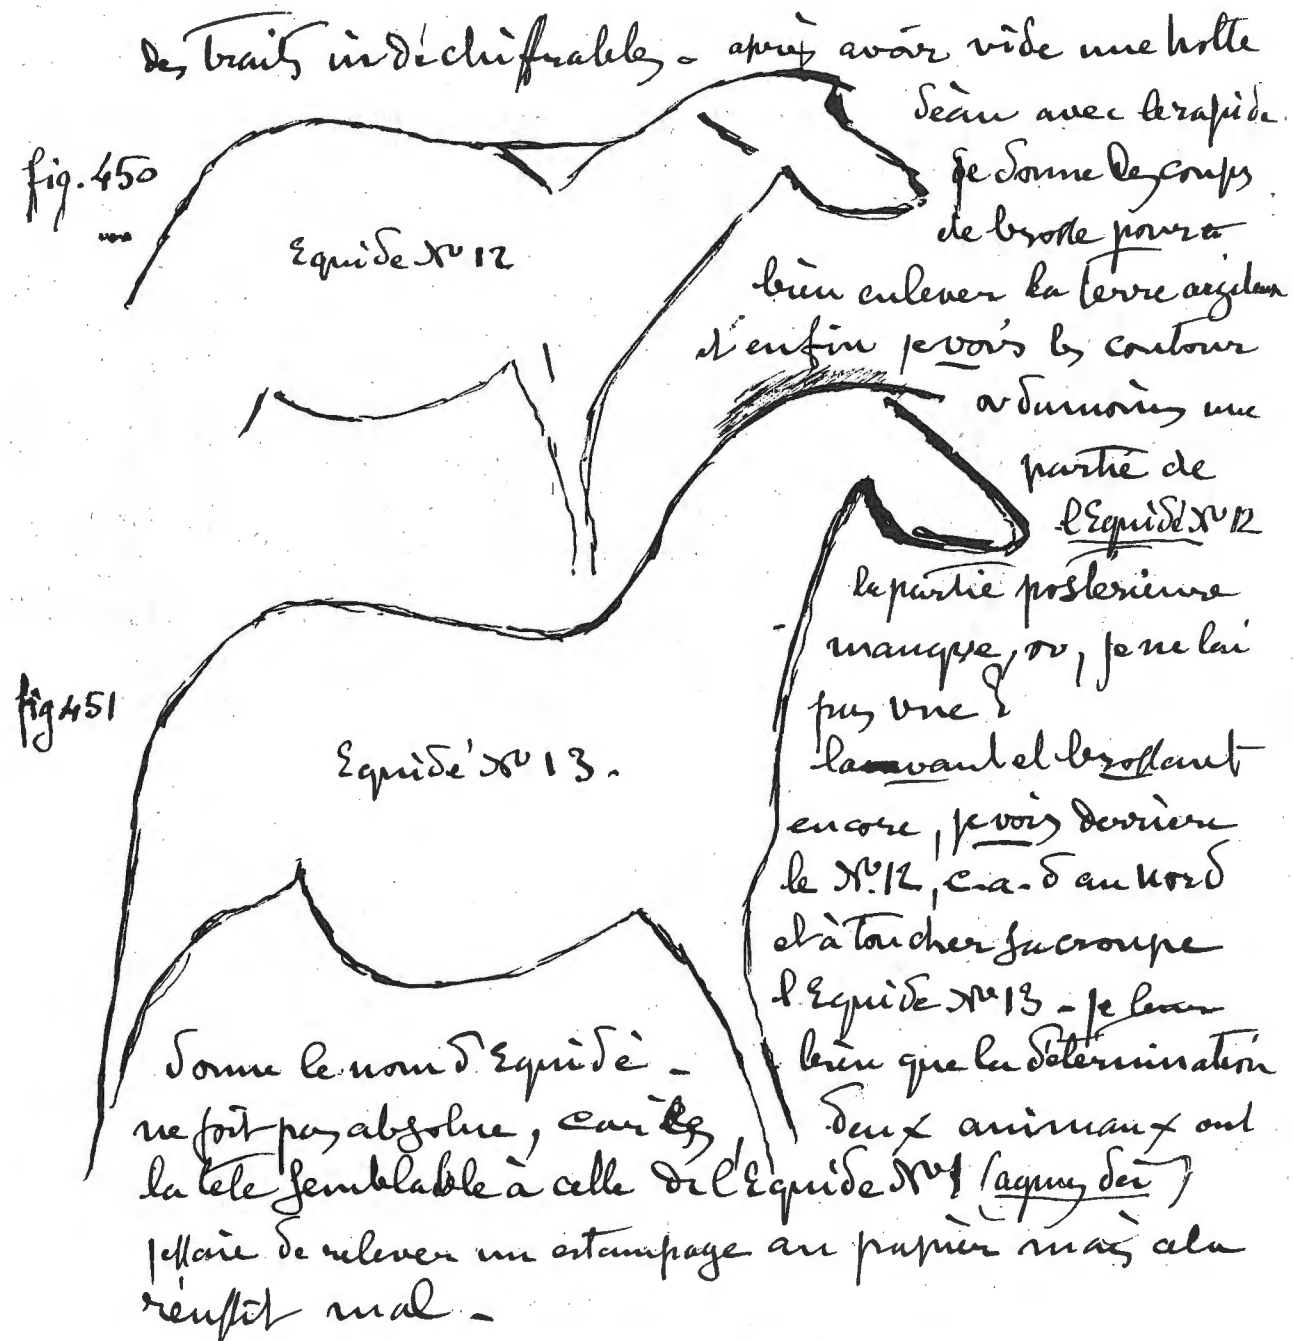 des traits indéchiffrables - après avoir vidé une hotte
d'eau avec le rapide
fig. 450
je donne des coups
de brosse pour
Equidé No 12
bien enlever la terre argileuse
et enfin je vois les contour
ou du moins une
partie de
l'Equidé No 12
la partie posterieure
manque, ou, je ne l'ai
fig 451
pas vue ?
lavant et brossant
Equidé No 13.
encore, je vois derrière
le No. 12, c.a.d au nord
et à toucher sa croupe
l'Equidé No 13 - je leur
donne le nom d'Equidé -
bien que la détermination
ne soit pas absolue, car les
deux animaux ont
la tete semblable à celle de l'Equidé No 1 (agnus dei)
j'essaie de relever un estampage au papier mais cela
réussit mal -